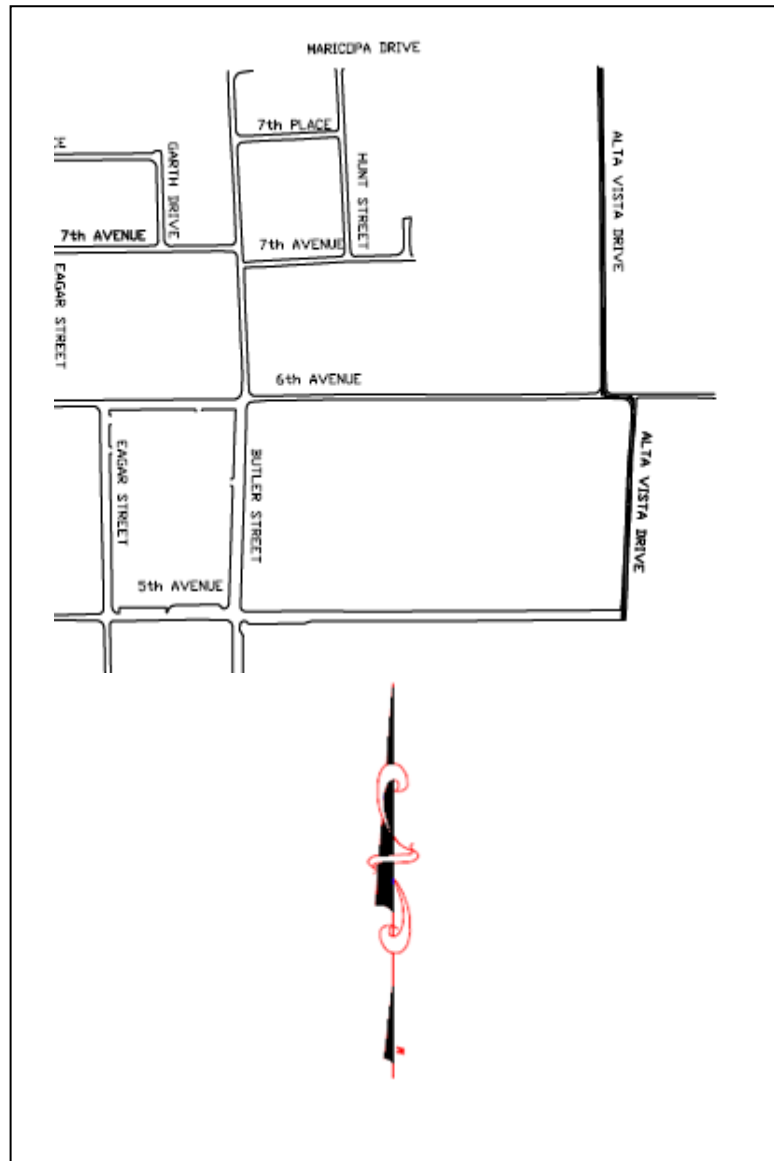 MARICOPA DRIVE
7th PLACE
GARTH DRIVE
HUNT STREET
ALTA VISTA DRIVE
7th AVENUE
7th AVENUE
EAGAR STREET
6th AVENUE
EAGAR STREET
BUTLER STREET
ALTA VISTA DRIVE
5th AVENUE